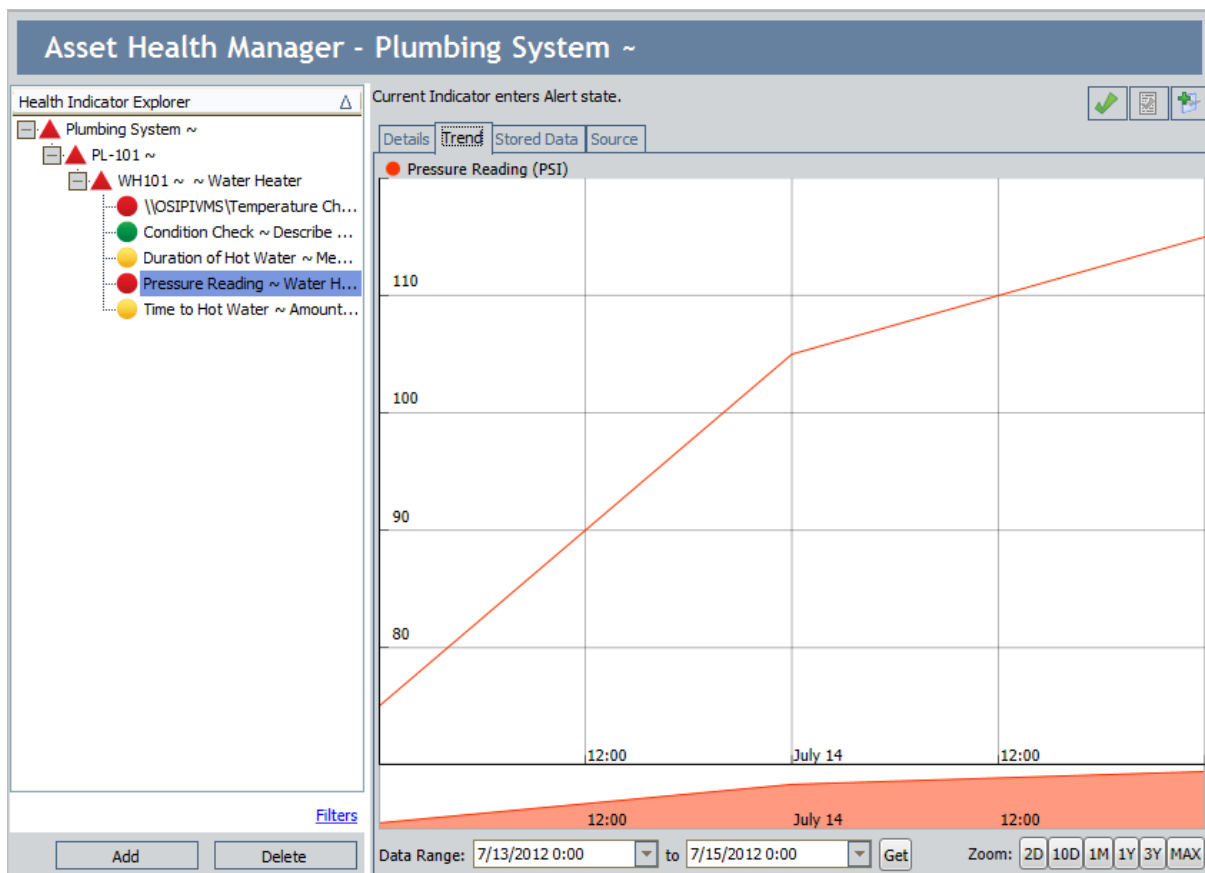 Asset Health Manager - Plumbing System ~
Health Indicator Explorer
Plumbing System ~
PL-101 ~
WH101 ~ ~ Water Heater
\\OSIPIVMS\Temperature Ch...
Condition Check ~ Describe ...
Duration of Hot Water ~ Me...
Pressure Reading ~ Water H...
Time to Hot Water ~ Amount...
Filters
Add Delete
Current Indicator enters Alert state.
Details Trend Stored Data Source
Pressure Reading (PSI)
110
100
90
80
12:00 July 14 12:00
12:00 July 14 12:00
Data Range: 7/13/2012 0:00 to 7/15/2012 0:00 Get Zoom: 2D 10D 1M 1Y 3Y MAX